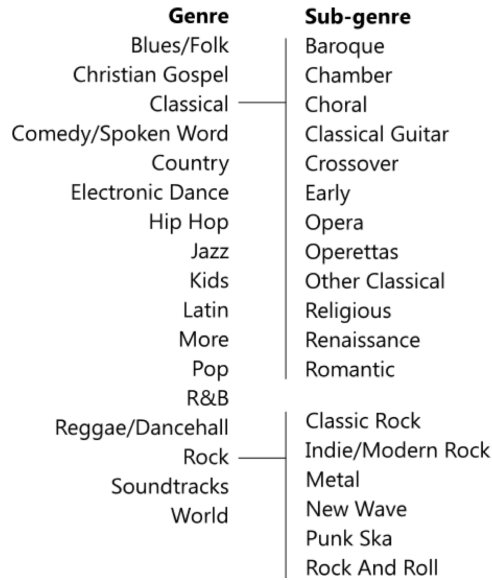 Genre
Blues/Folk
Christian Gospel
Classical
Comedy/Spoken Word
Country
Electronic Dance
Hip Hop
Jazz
Kids
Latin
More
Pop
R&B
Reggae/Dancehall
Rock
Soundtracks
World
Sub-genre
Baroque
Chamber
Choral
Classical Guitar
Crossover
Early
Opera
Operettas
Other Classical
Religious
Renaissance
Romantic
Classic Rock
Indie/Modern Rock
Metal
New Wave
Punk Ska
Rock And Roll